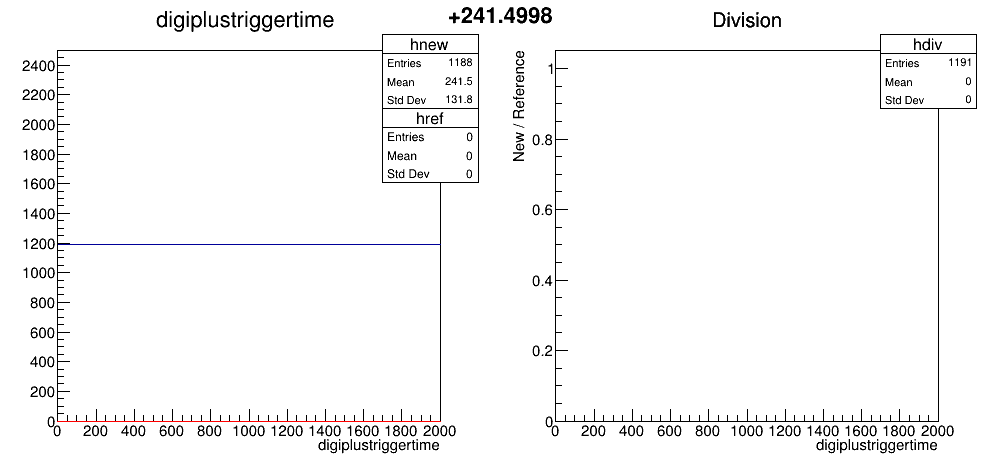 +241.4998
digiplustriggertime
hnew
Entries 1188
Mean 241.5
Std Dev 131.8
href
Entries 0
Mean 0
Std Dev 0
2400
2200
2000
1800
1600
1400
1200
1000
800
600
400
200
0
0 200 400 600 800 1000 1200 1400 1600 1800 2000
digiplustriggertime
Division
hdiv
Entries 1191
Mean 0
Std Dev 0
New / Reference
1
0.8
0.6
0.4
0.2
0
0 200 400 600 800 1000 1200 1400 1600 1800 2000
digiplustriggertime